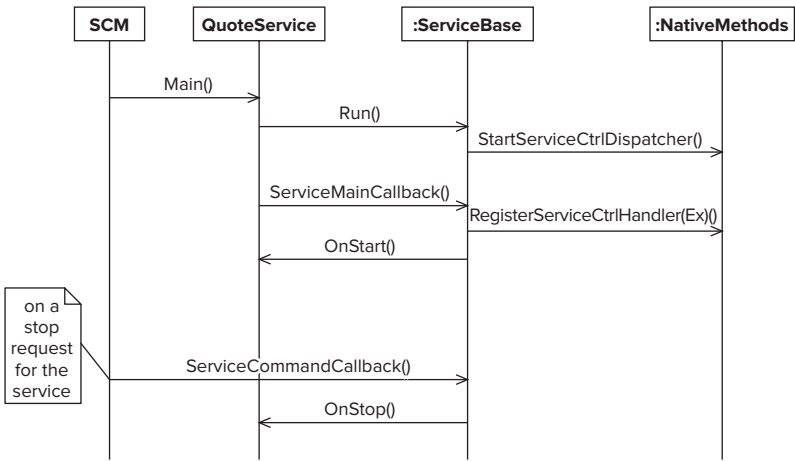 SCM
QuoteService
:ServiceBase
:NativeMethods
Main()
Run()
StartServiceCtrlDispatcher()
ServiceMainCallback()
RegisterServiceCtrlHandler(Ex)()
OnStart()
on a
stop
request
for the
service
ServiceCommandCallback()
OnStop()